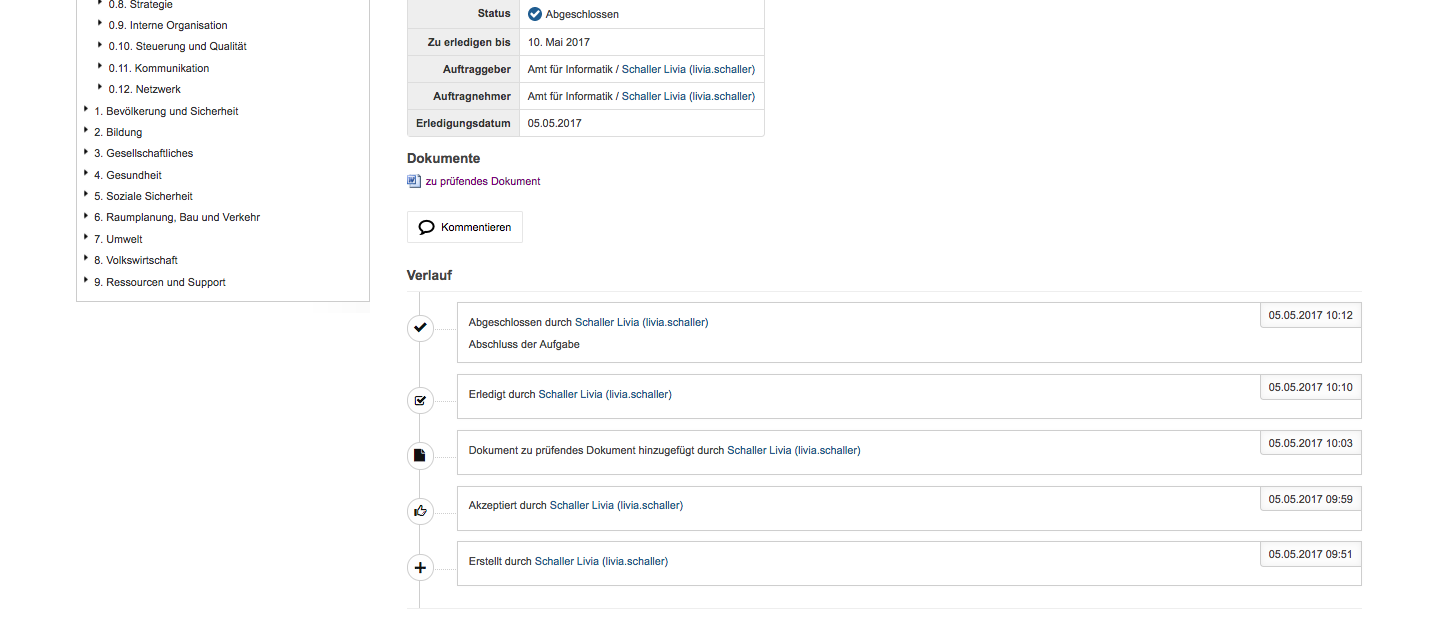 0.8. Strategie
0.9. Interne Organisation
0.10. Steuerung und Qualität
0.11. Kommunikation
0.12. Netzwerk
1. Bevölkerung und Sicherheit
2. Bildung
3. Gesellschaftliches
4. Gesundheit
5. Soziale Sicherheit
6. Raumplanung, Bau und Verkehr
7. Umwelt
8. Volkswirtschaft
9. Ressourcen und Support
Status Abgeschlossen
Zu erledigen bis 10. Mai 2017
Auftraggeber Amt für Informatik / Schaller Livia (livia.schaller)
Auftragnehmer Amt für Informatik / Schaller Livia (livia.schaller)
Erledigungsdatum 05.05.2017
Dokumente
zu prüfendes Dokument
Kommentieren
Verlauf
Abgeschlossen durch Schaller Livia (livia.schaller) 05.05.2017 10:12
Abschluss der Aufgabe
Erledigt durch Schaller Livia (livia.schaller) 05.05.2017 10:10
Dokument zu prüfendes Dokument hinzugefügt durch Schaller Livia (livia.schaller) 05.05.2017 10:03
Akzeptiert durch Schaller Livia (livia.schaller) 05.05.2017 09:59
Erstellt durch Schaller Livia (livia.schaller) 05.05.2017 09:51